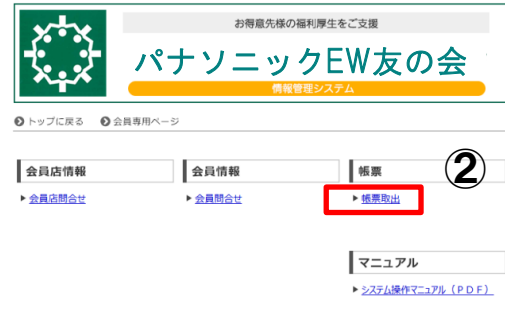 お得意先様の福利厚生をご支援
パナソニックEW友の会
情報管理システム
トップに戻る 会員専用ページ
会員店情報 会員情報 帳票 ②
会員店問合せ 会員問合せ 帳票取出
マニュアル
システム操作マニュアル（ＰＤＦ）